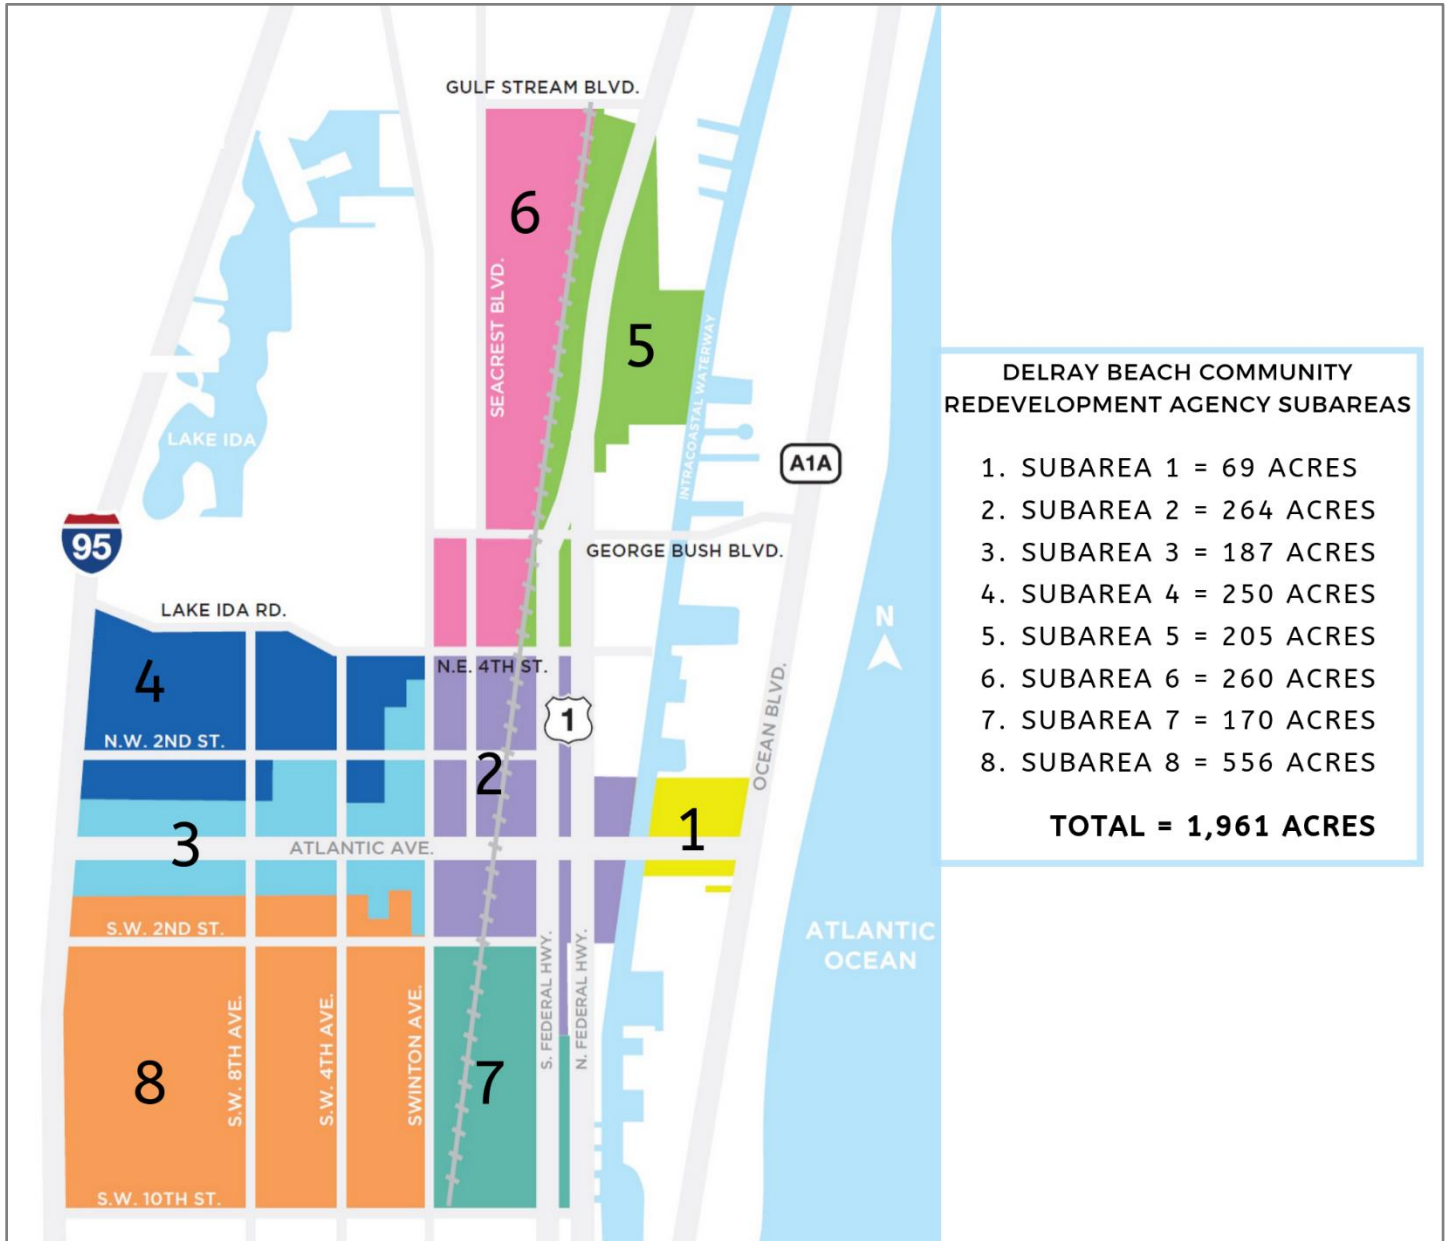 GULF STREAM BLVD.
6
SEACREST BLVD.
5
INTRACOASTAL WATERWAY
LAKE IDA
A1A
95
GEORGE BUSH BLVD.
LAKE IDA RD.
N
4
N.E. 4TH ST.
1
N.W. 2ND ST.
2
OCEAN BLVD.
3
1
ATLANTIC AVE.
S.W. 2ND ST.
ATLANTIC
OCEAN
S.W. 8TH AVE.
S.W. 4TH AVE.
SWINTON AVE.
S. FEDERAL HWY.
N. FEDERAL HWY.
8
7
S.W. 10TH ST.
DELRAY BEACH COMMUNITY
REDEVELOPMENT AGENCY SUBAREAS
1. SUBAREA 1 = 69 ACRES
2. SUBAREA 2 = 264 ACRES
3. SUBAREA 3 = 187 ACRES
4. SUBAREA 4 = 250 ACRES
5. SUBAREA 5 = 205 ACRES
6. SUBAREA 6 = 260 ACRES
7. SUBAREA 7 = 170 ACRES
8. SUBAREA 8 = 556 ACRES
TOTAL = 1,961 ACRES